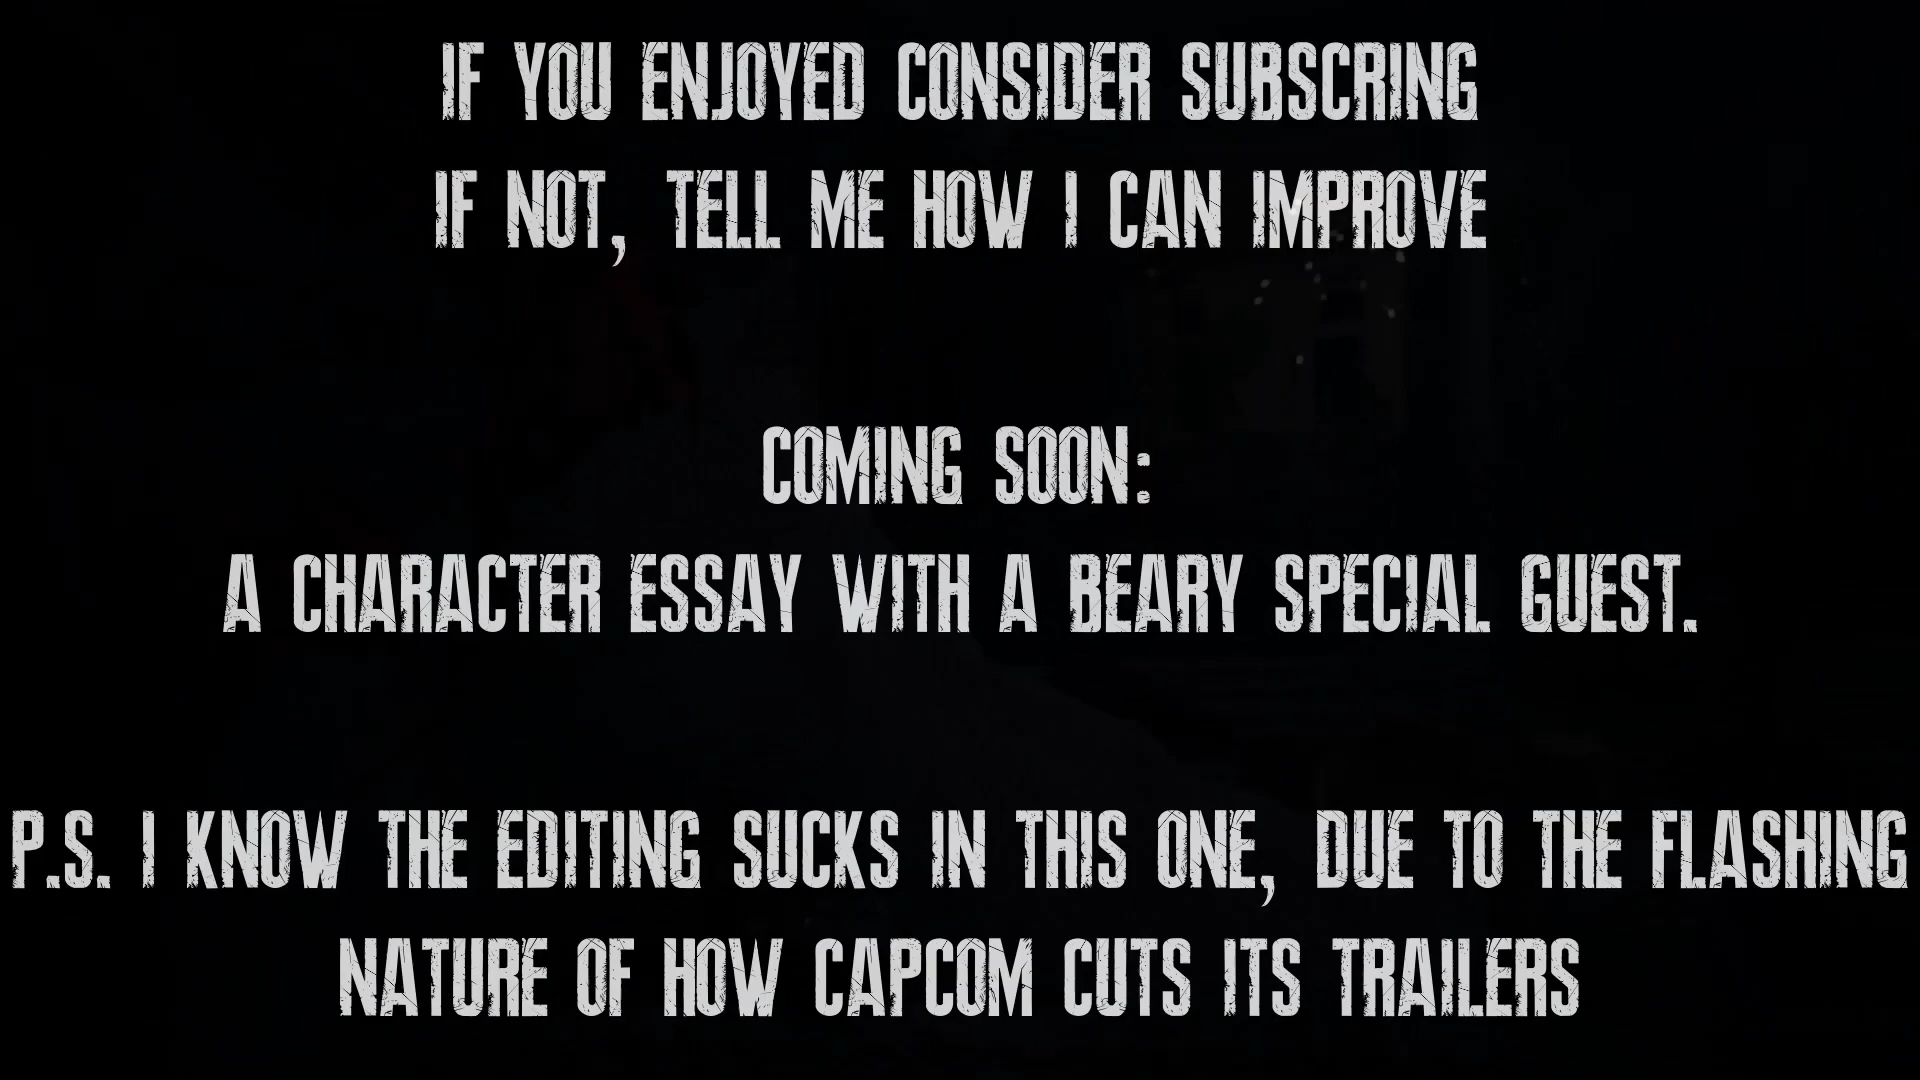 IF YOU ENJOYED CONSIDER SUBSCRING
IF NOT, TELL ME HOW I CAN IMPROVE
COMING SOON:
A CHARACTER ESSAY WITH A BEARY SPECIAL GUEST.
P.S. I KNOW THE EDITING SUCKS IN THIS ONE, DUE TO THE FLASHING
NATURE OF HOW CAPCOM CUTS ITS TRAILERS